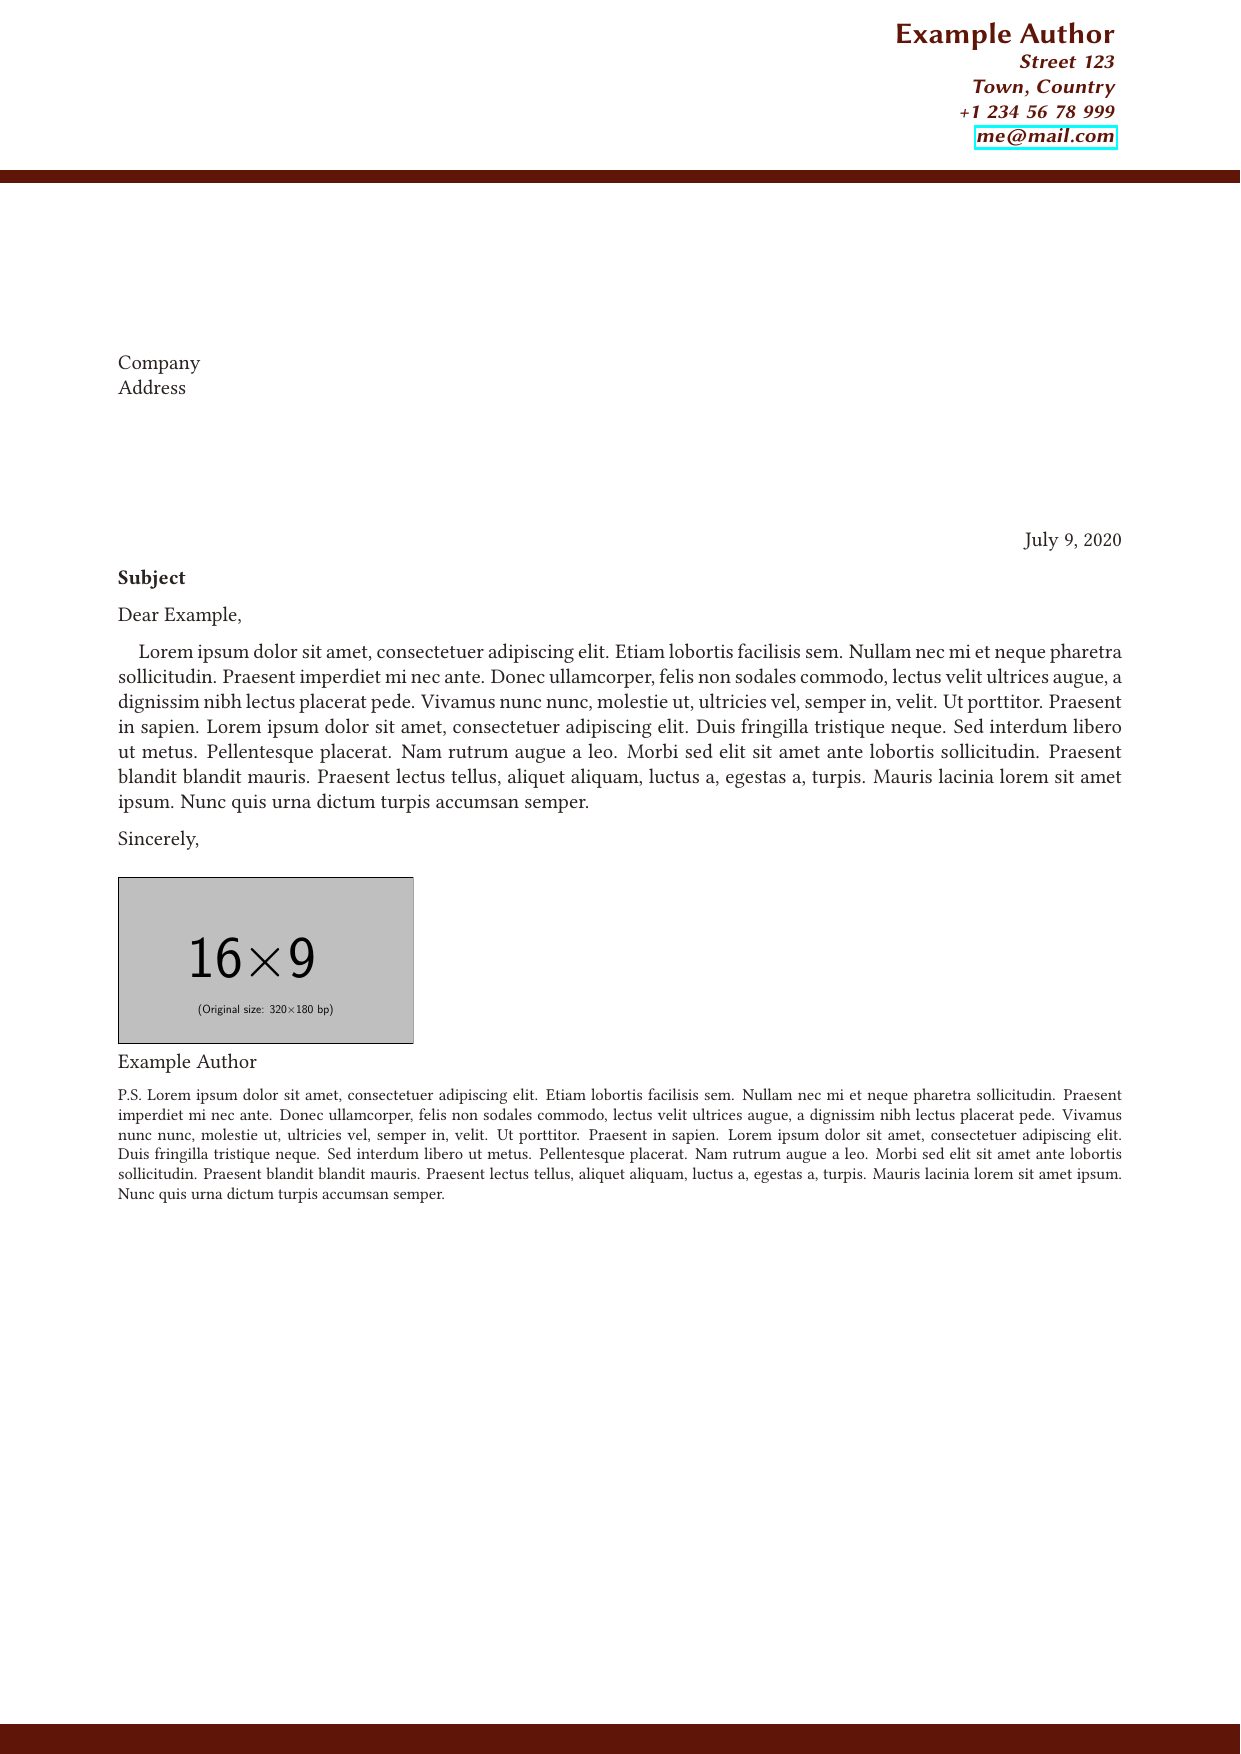 Example Author
Street 123
Town, Country
+1 234 56 78 999
me@mail.com
Company
Address
July 9, 2020
Subject
Dear Example,
Lorem ipsum dolor sit amet, consectetuer adipiscing elit. Etiam lobortis facilisis sem. Nullam nec mi et neque pharetra
sollicitudin. Praesent imperdiet mi nec ante. Donec ullamcorper, felis non sodales commodo, lectus velit ultrices augue, a
dignissim nibh lectus placerat pede. Vivamus nunc nunc, molestie ut, ultricies vel, semper in, velit. Ut porttitor. Praesent
in sapien. Lorem ipsum dolor sit amet, consectetuer adipiscing elit. Duis fringilla tristique neque. Sed interdum libero
ut metus. Pellentesque placerat. Nam rutrum augue a leo. Morbi sed elit sit amet ante lobortis sollicitudin. Praesent
blandit blandit mauris. Praesent lectus tellus, aliquet aliquam, luctus a, egestas a, turpis. Mauris lacinia lorem sit amet
ipsum. Nunc quis urna dictum turpis accumsan semper.
Sincerely,
16×9
(Original size: 320×180 bp)
Example Author
P.S. Lorem ipsum dolor sit amet, consectetuer adipiscing elit. Etiam lobortis facilisis sem. Nullam nec mi et neque pharetra sollicitudin. Praesent
imperdiet mi nec ante. Donec ullamcorper, felis non sodales commodo, lectus velit ultrices augue, a dignissim nibh lectus placerat pede. Vivamus
nunc nunc, molestie ut, ultricies vel, semper in, velit. Ut porttitor. Praesent in sapien. Lorem ipsum dolor sit amet, consectetuer adipiscing elit.
Duis fringilla tristique neque. Sed interdum libero ut metus. Pellentesque placerat. Nam rutrum augue a leo. Morbi sed elit sit amet ante lobortis
sollicitudin. Praesent blandit blandit mauris. Praesent lectus tellus, aliquet aliquam, luctus a, egestas a, turpis. Mauris lacinia lorem sit amet ipsum.
Nunc quis urna dictum turpis accumsan semper.